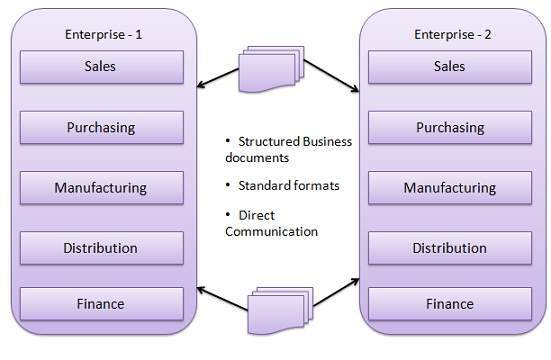 Enterprise - 1
Sales
Purchasing
Manufacturing
Distribution
Finance
• Structured Business
documents
• Standard formats
• Direct
Communication
Enterprise - 2
Sales
Purchasing
Manufacturing
Distribution
Finance